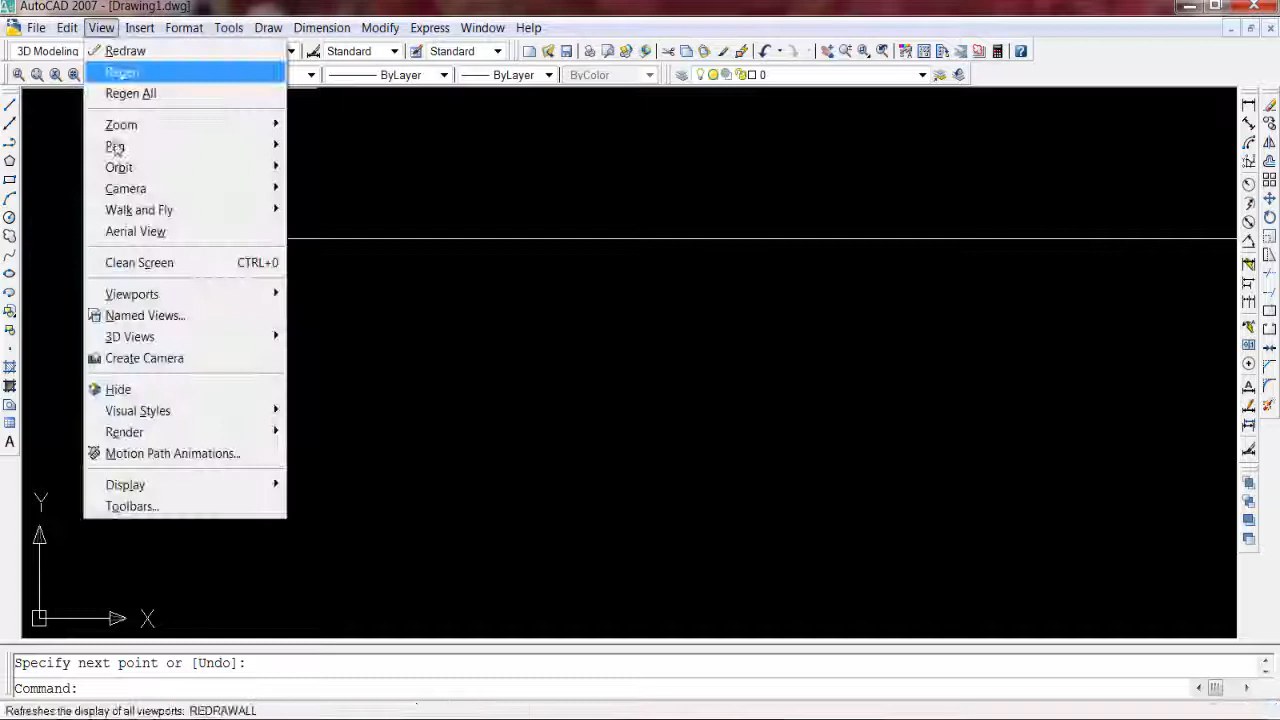 AutoCAD 2007 - [Drawing1.dwg]
File Edit View Insert Format Tools Draw Dimension Modify Express Window Help
3D Modeling Standard Standard
ByLayer ByLayer ByColor 0
Redraw
Regen
Regen All
Zoom
Pan
Orbit
Camera
Walk and Fly
Aerial View
Clean Screen CTRL+0
Viewports
Named Views...
3D Views
Create Camera
Hide
Visual Styles
Render
Motion Path Animations...
Display
Toolbars...
A
Y
X
Specify next point or [Undo]:
Command:
Refreshes the display of all viewports: REDRAWALL